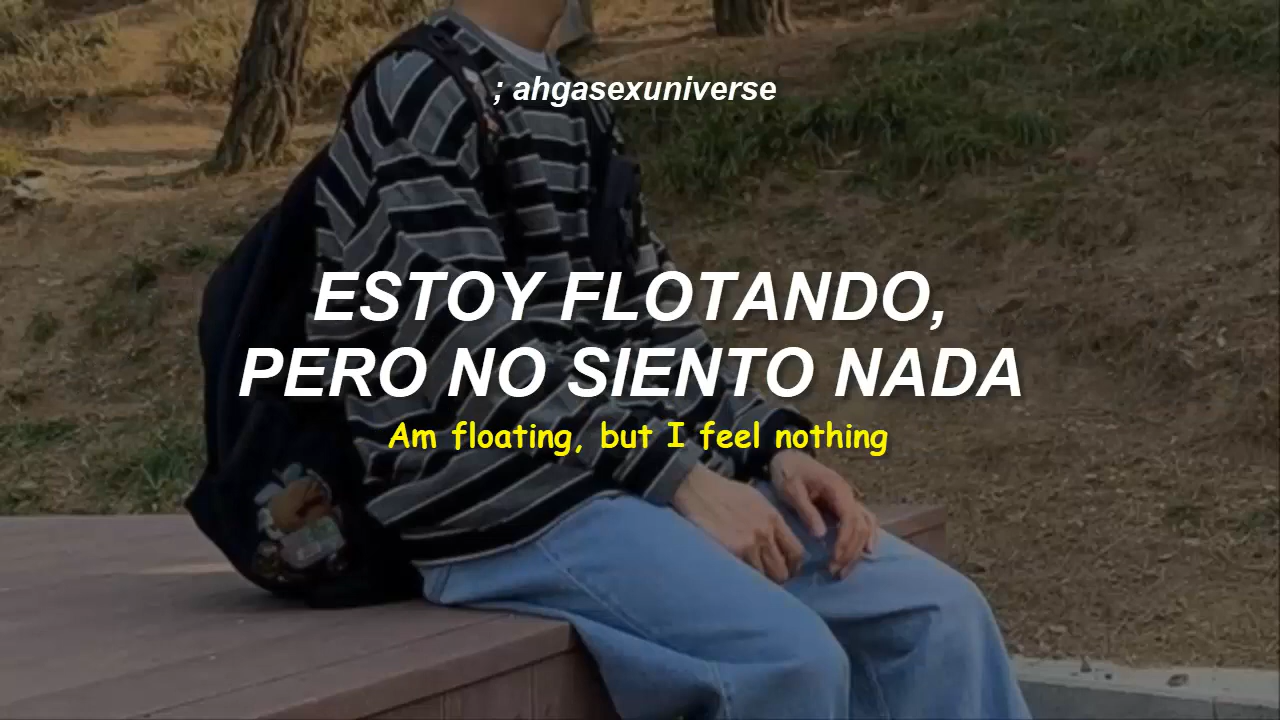 ; ahgasexuniverse
ESTOY FLOTANDO,
PERO NO SIENTO NADA
Am floating, but I feel nothing